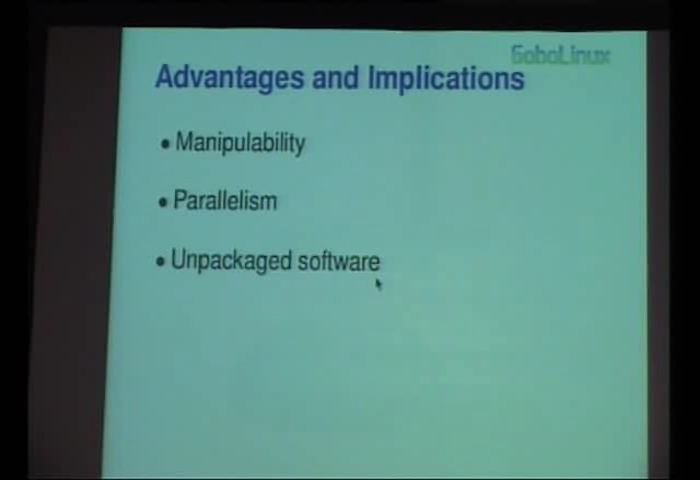 GoboLinux
Advantages and Implications
• Manipulability
• Parallelism
• Unpackaged software